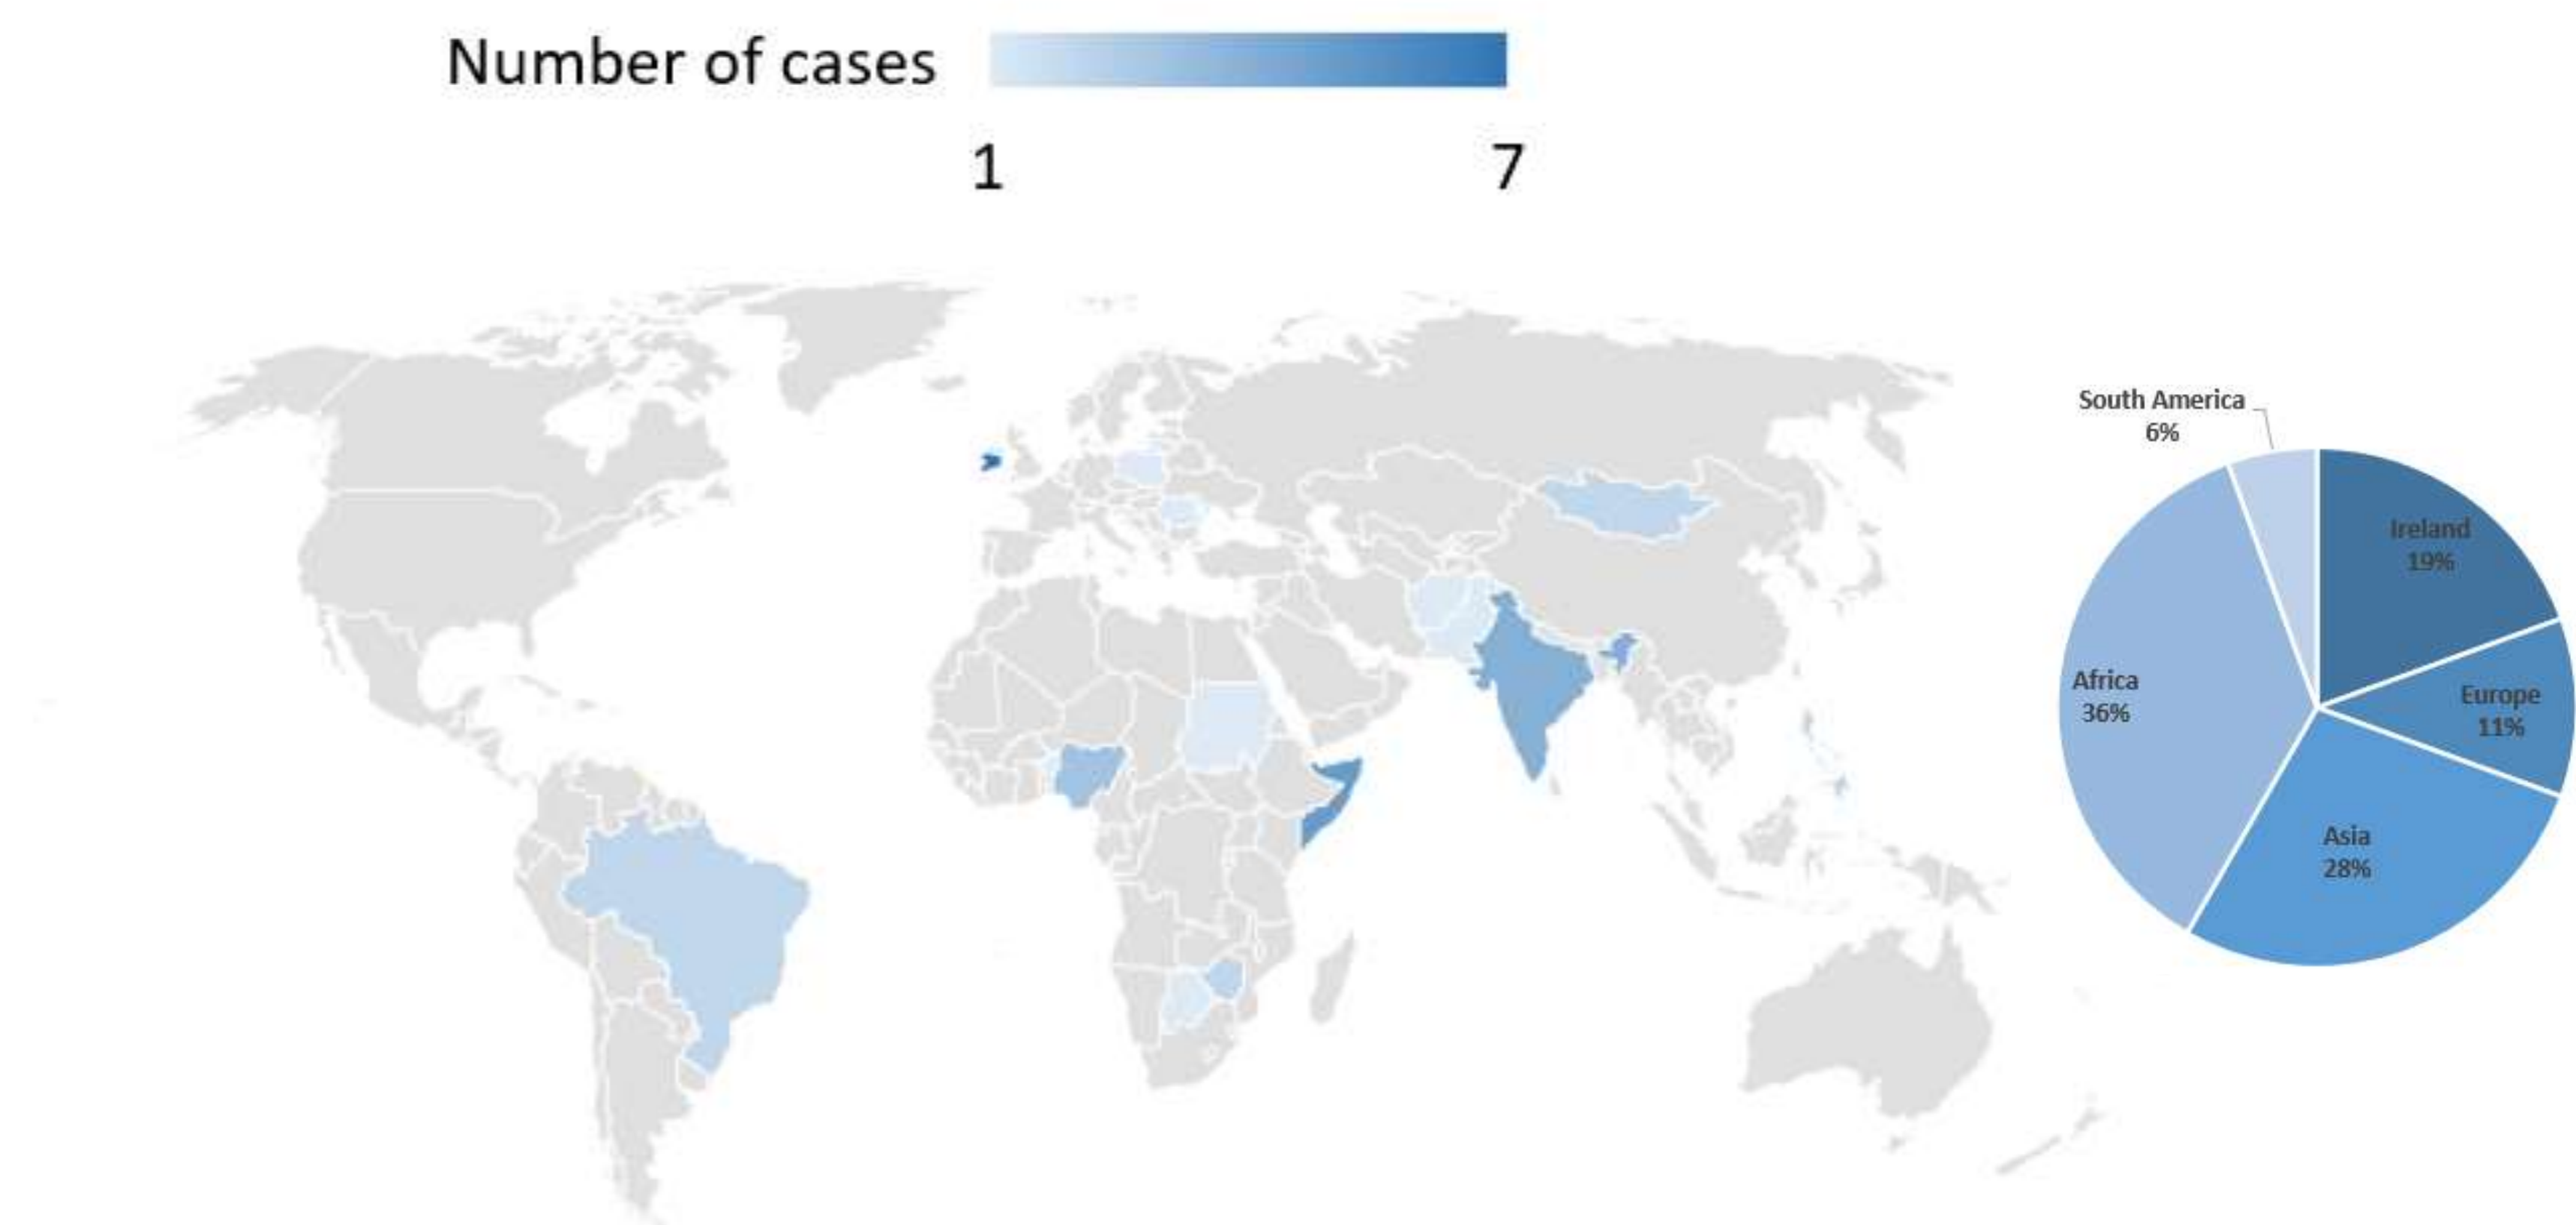 Number of cases
1 7
South America
6%
Ireland
19%
Africa
36%
Europe
11%
Asia
28%